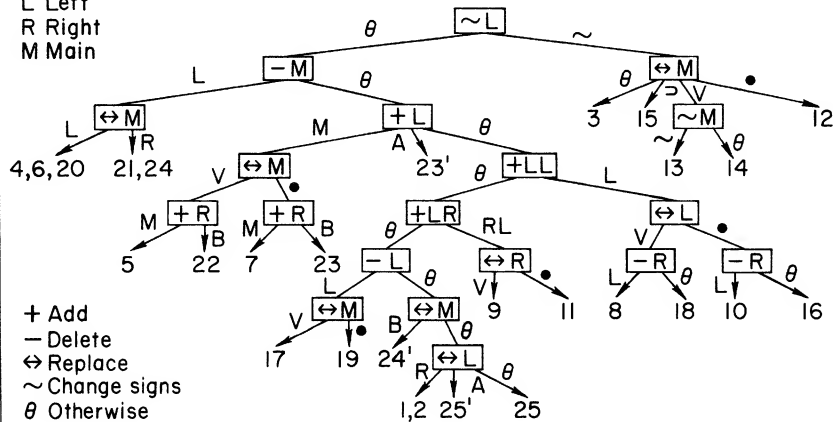 L Left
R Right
M Main
~ L
θ ~
− M ↔ M
L θ θ ⊃ V ●
↔ M + L 3 15 ~ M 12
L R M A θ ~ θ
4,6,20 21,24 ↔ M 23' +LL 13 14
V ● θ L
+ R + R +LR ↔ L
M B M B θ RL V ●
5 22 7 23 − L ↔ R − R − R
L θ V ● L θ L θ
↔ M ↔ M 9 11 8 18 10 16
V ● B θ
17 19 24' ↔ L
R A θ
1,2 25' 25
+ Add
− Delete
↔ Replace
~ Change signs
θ Otherwise